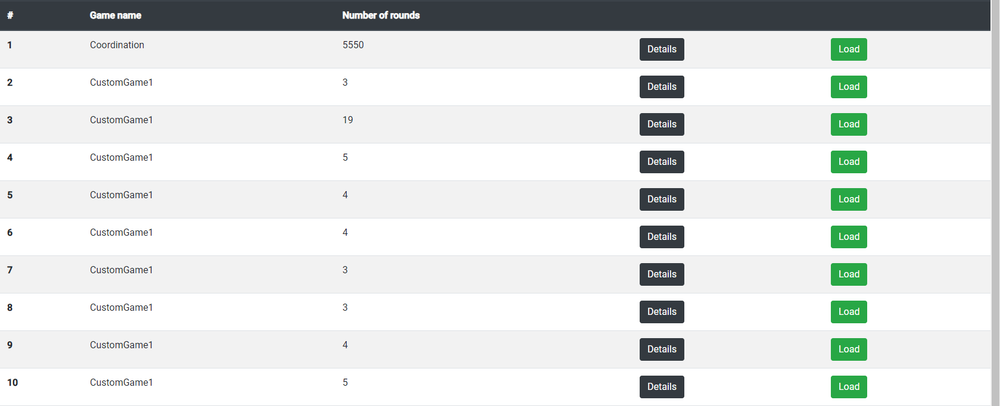 # Game name Number of rounds
1 Coordination 5550 Details Load
2 CustomGame1 3 Details Load
3 CustomGame1 19 Details Load
4 CustomGame1 5 Details Load
5 CustomGame1 4 Details Load
6 CustomGame1 4 Details Load
7 CustomGame1 3 Details Load
8 CustomGame1 3 Details Load
9 CustomGame1 4 Details Load
10 CustomGame1 5 Details Load